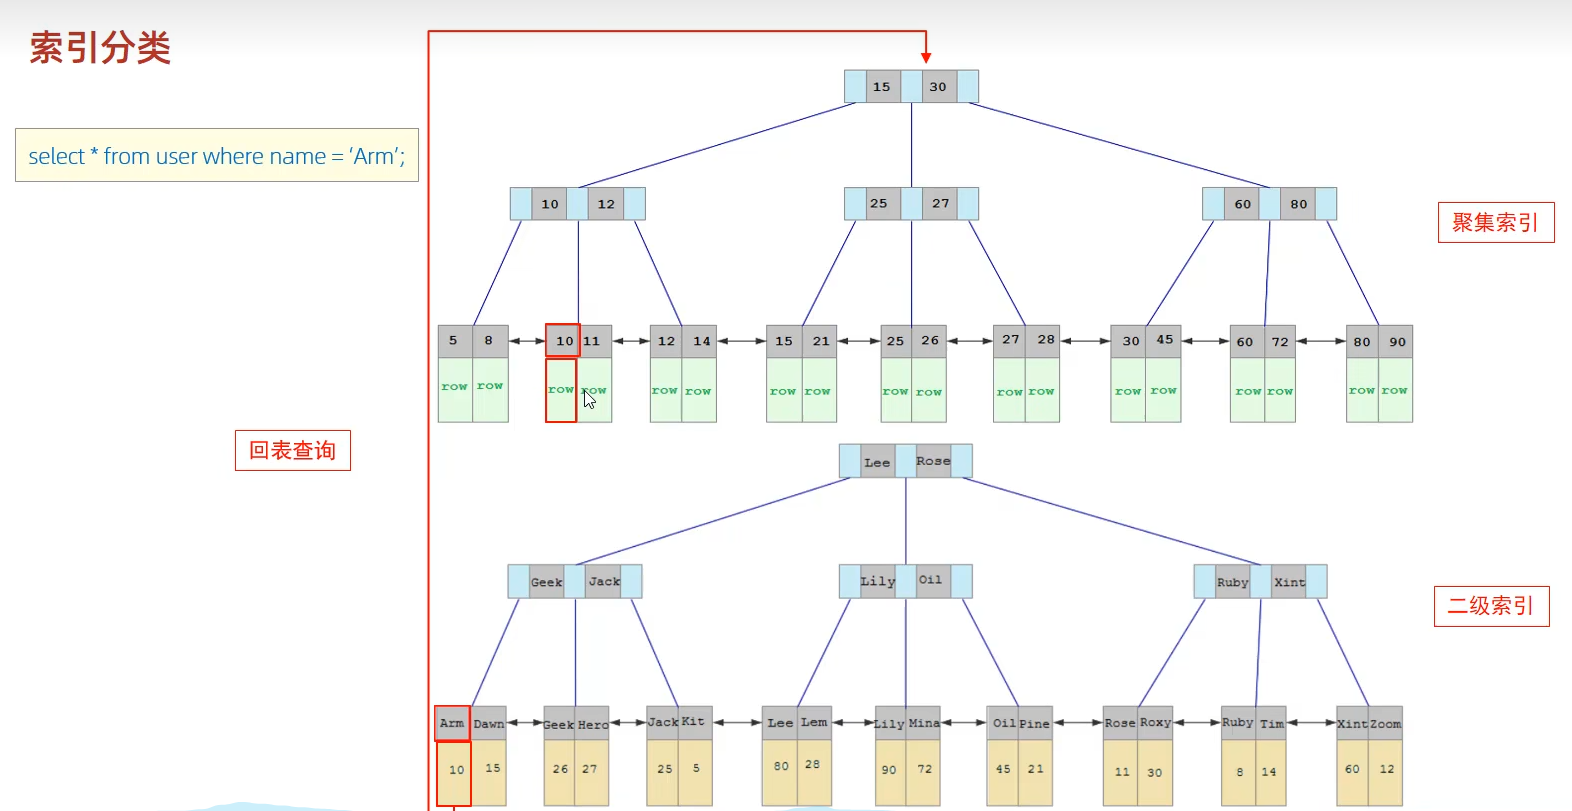 索引分类
select * from user where name = ‘Arm’;
15 30
10 12
25 27
60 80
聚集索引
5 8 10 11 12 14 15 21 25 26 27 28 30 45 60 72 80 90
row row row row row row row row row row row row row row row row row row
回表查询
Lee Rose
Geek Jack
Lily Oil
Ruby Xint
二级索引
Arm Dawn Geek Hero Jack Kit Lee Lem Lily Mina Oil Pine Rose Roxy Ruby Tim Xint Zoom
10 15 26 27 25 5 80 28 90 72 45 21 11 30 8 14 60 12